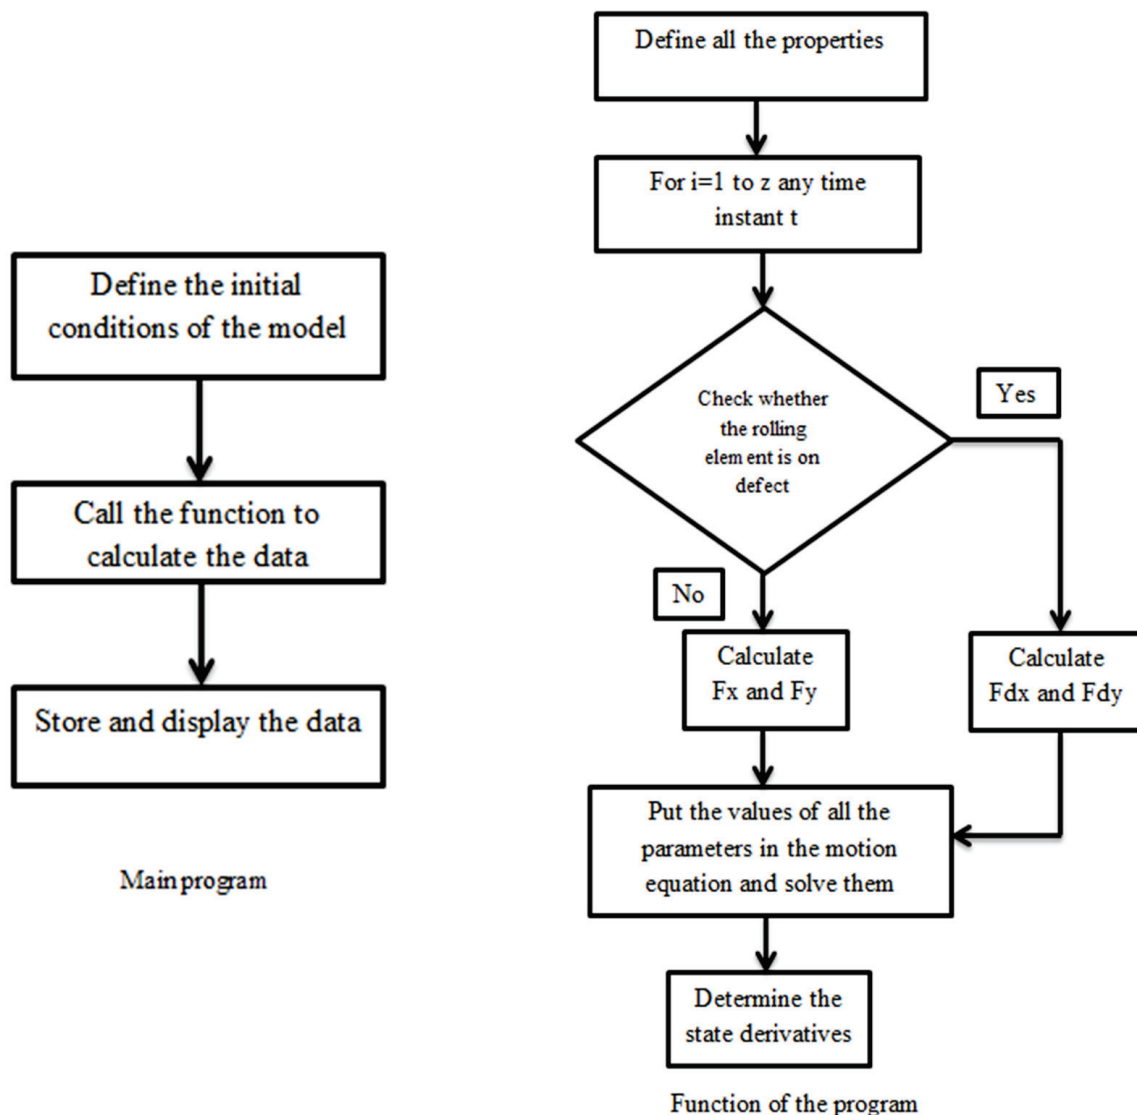 Define the initial
conditions of the model
Call the function to
calculate the data
Store and display the data
Main program
Define all the properties
For i=1 to z any time
instant t
Check whether
the rolling
element is on
defect
Yes
No
Calculate
Fx and Fy
Calculate
Fdx and Fdy
Put the values of all the
parameters in the motion
equation and solve them
Determine the
state derivatives
Function of the program